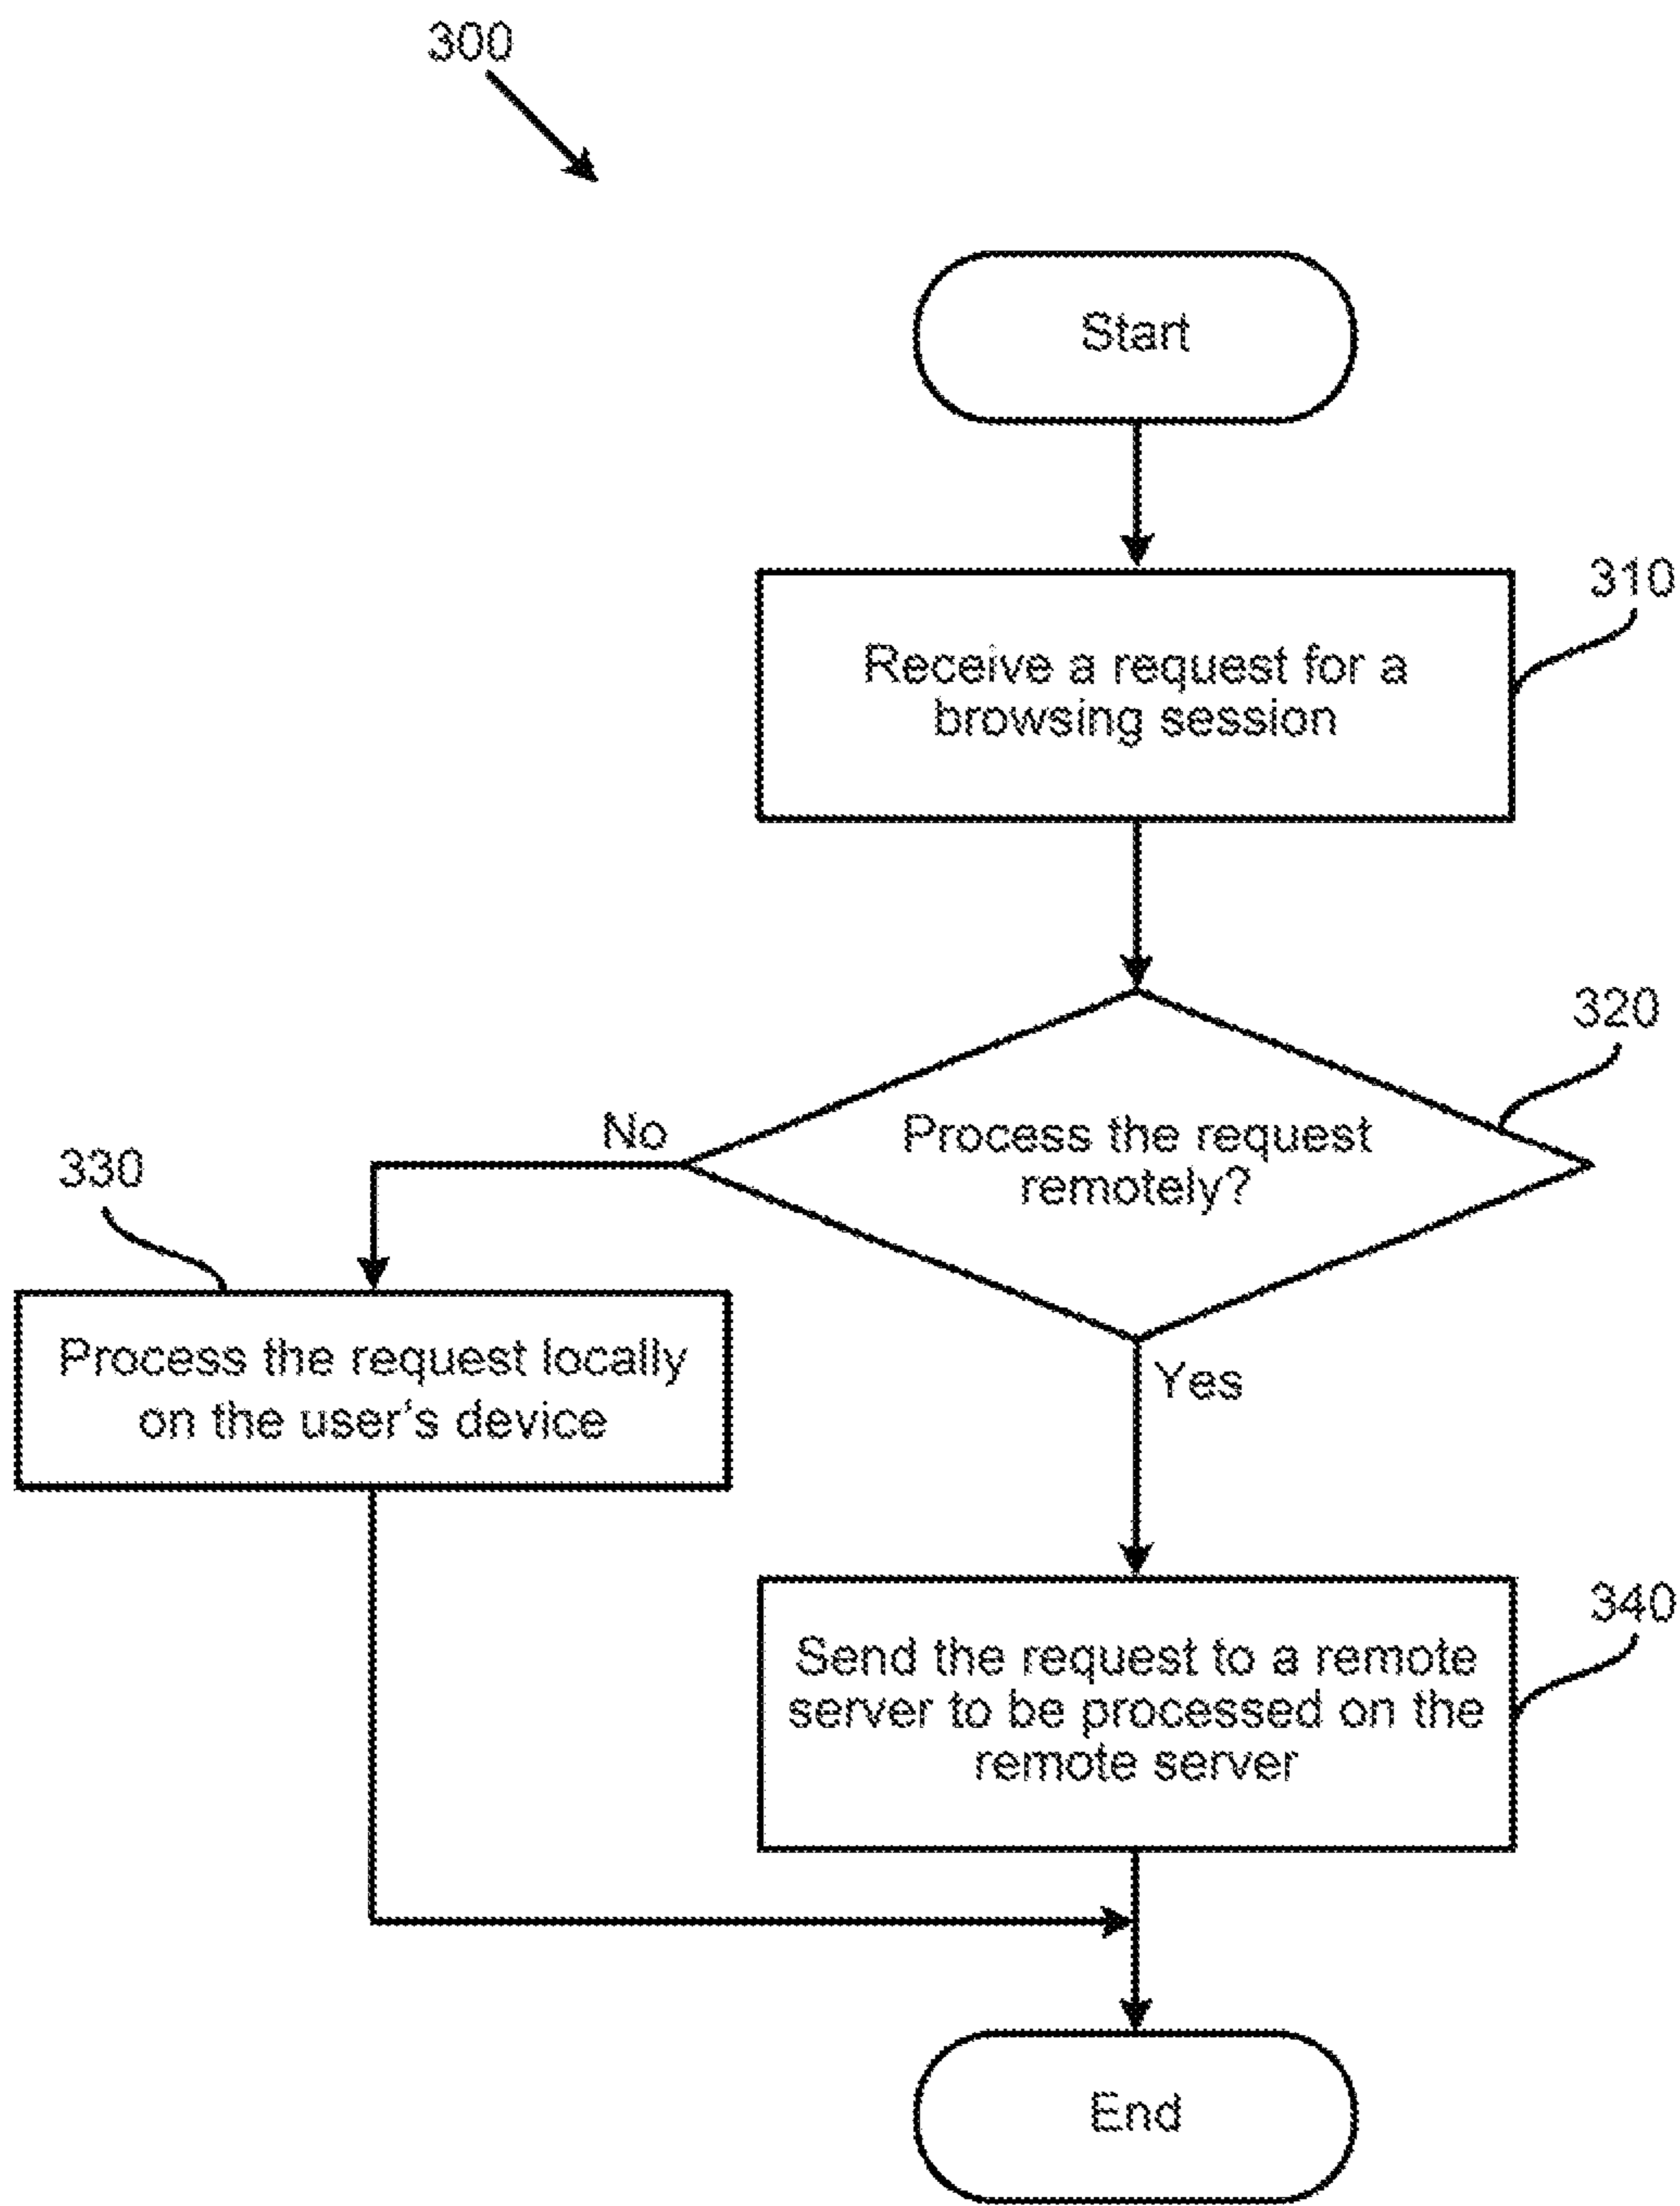 300
Start
310
Receive a request for a
browsing session
320
Process the request
remotely?
No
330
Process the request locally
on the user's device
Yes
340
Send the request to a remote
server to be processed on the
remote server
End